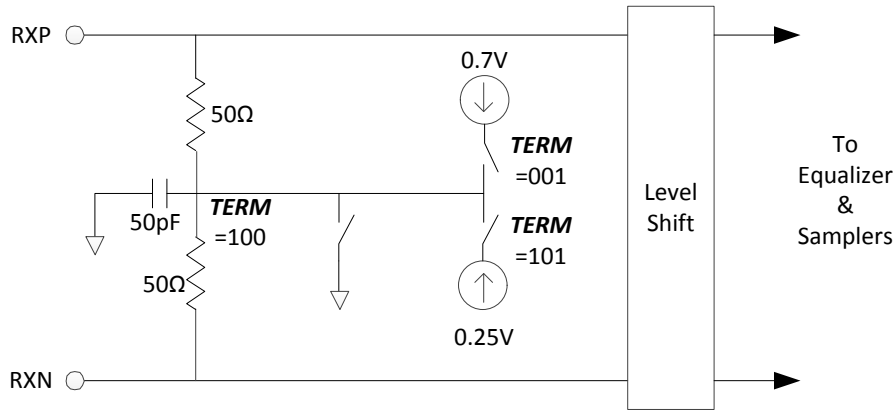 RXP
0.7V
50Ω
TERM
=001
To
Equalizer
&
Samplers
Level
Shift
50pF
TERM
=100
TERM
=101
50Ω
0.25V
RXN